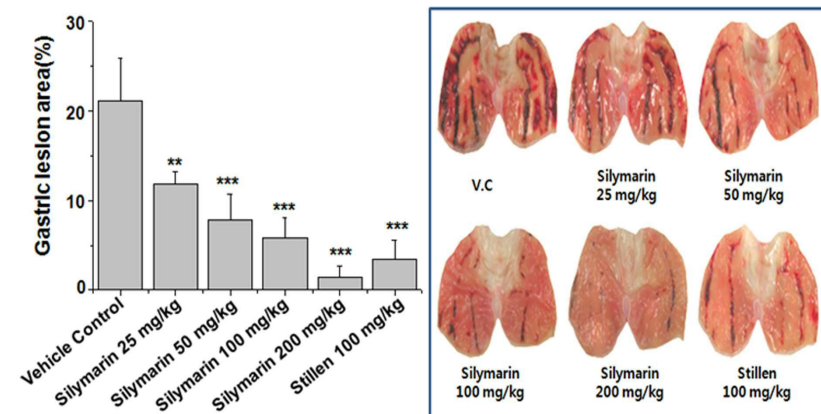 Gastric lesion area(%)
30
20
10
0
**
***
***
***
***
Vehicle Control
Silymarin 25 mg/kg
Silymarin 50 mg/kg
Silymarin 100 mg/kg
Silymarin 200 mg/kg
Stillen 100 mg/kg
V.C
Silymarin
25 mg/kg
Silymarin
50 mg/kg
Silymarin
100 mg/kg
Silymarin
200 mg/kg
Stillen
100 mg/kg